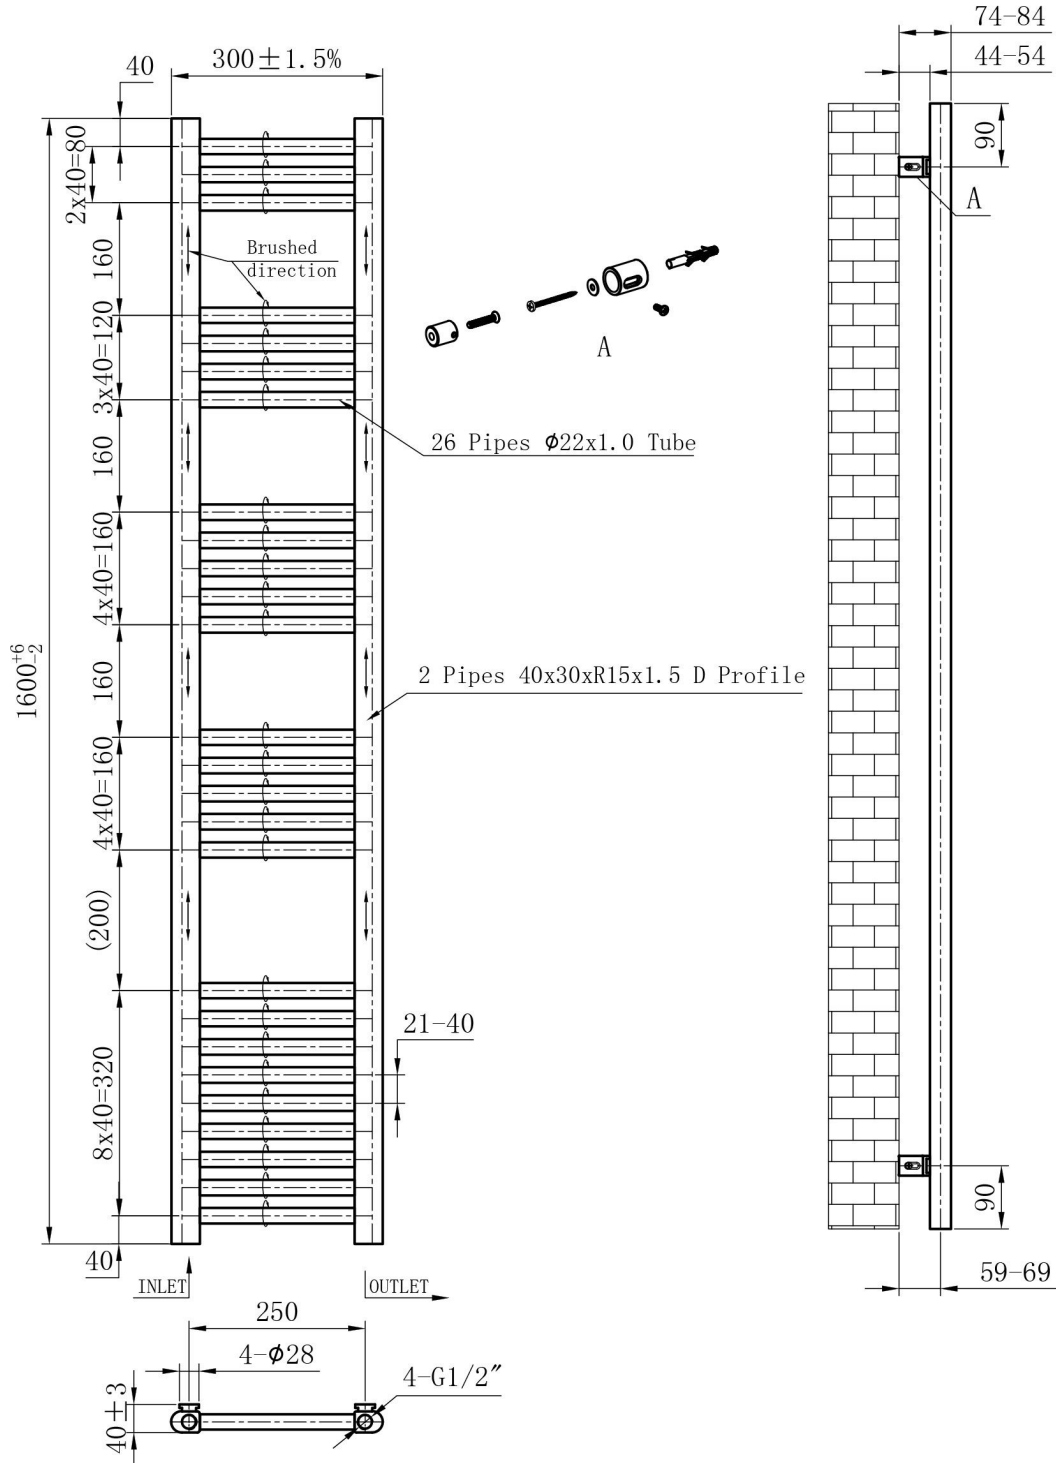 74-84
300±1.5%
44-54
40
2x40=80
90
A
160
Brushed
direction
3x40=120
A
160
26 Pipes Φ22x1.0 Tube
4x40=160
1600+6-2
160
2 Pipes 40x30xR15x1.5 D Profile
4x40=160
(200)
21-40
8x40=320
90
40
INLET
OUTLET
59-69
250
4-Φ28
4-G1/2″
40±3